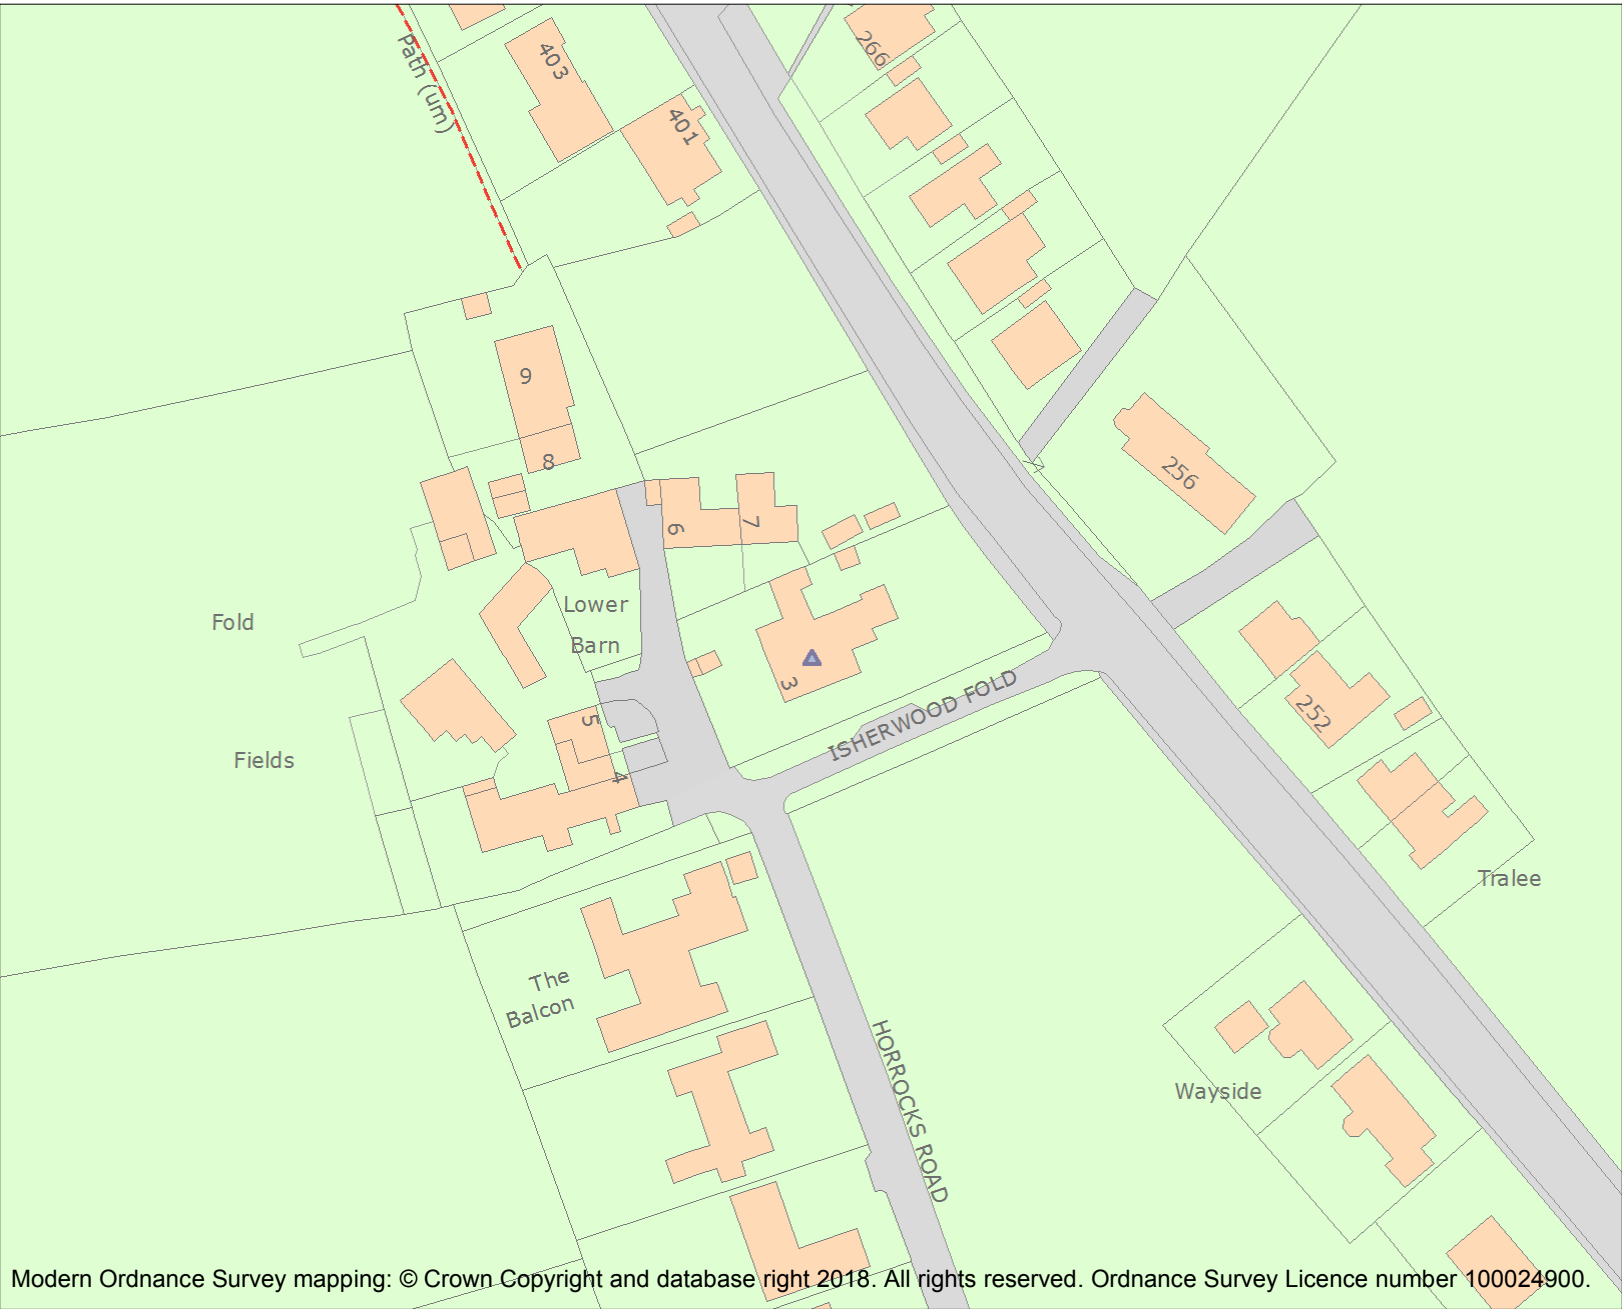 Path (um)
403
401
266
9
8
256
6
7
Lower
Barn
Fold
3
ISHERWOOD FOLD
252
5
Fields
4
Tralee
The
Balcon
HORROCKS ROAD
Wayside
Modern Ordnance Survey mapping: © Crown Copyright and database right 2018. All rights reserved. Ordnance Survey Licence number 100024900.